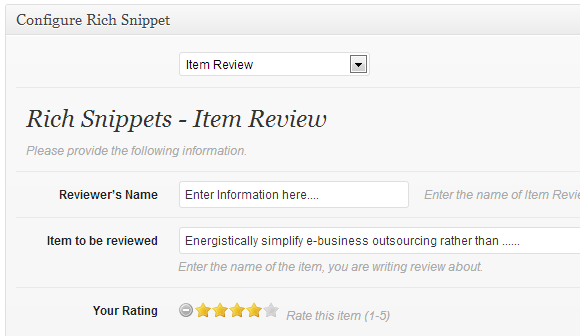 Configure Rich Snippet
Item Review
Rich Snippets - Item Review
Please provide the following information.
Reviewer's Name Enter Information here.... Enter the name of Item
Item to be reviewed Energistically simplify e-business outsourcing rather than ......
Enter the name of the item, you are writing review about.
Your Rating Rate this item (1-5)